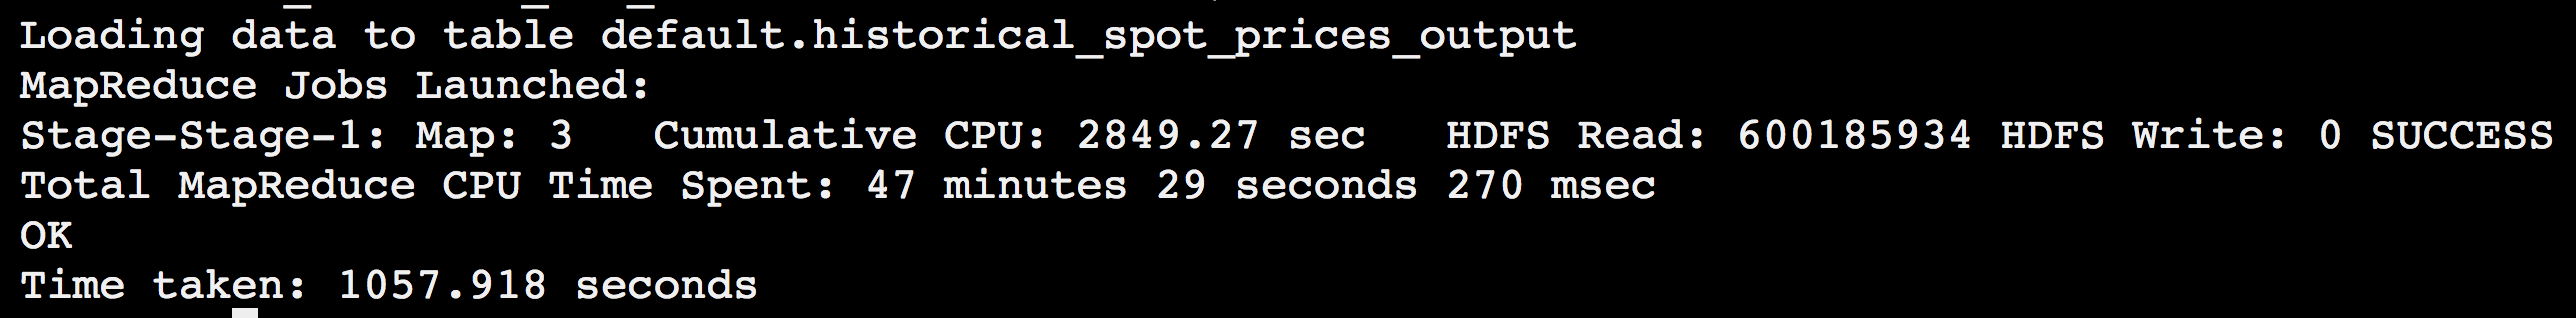 Loading data to table default.historical_spot_prices_output
MapReduce Jobs Launched:
Stage-Stage-1: Map: 3   Cumulative CPU: 2849.27 sec   HDFS Read: 600185934 HDFS Write: 0 SUCCESS
Total MapReduce CPU Time Spent: 47 minutes 29 seconds 270 msec
OK
Time taken: 1057.918 seconds